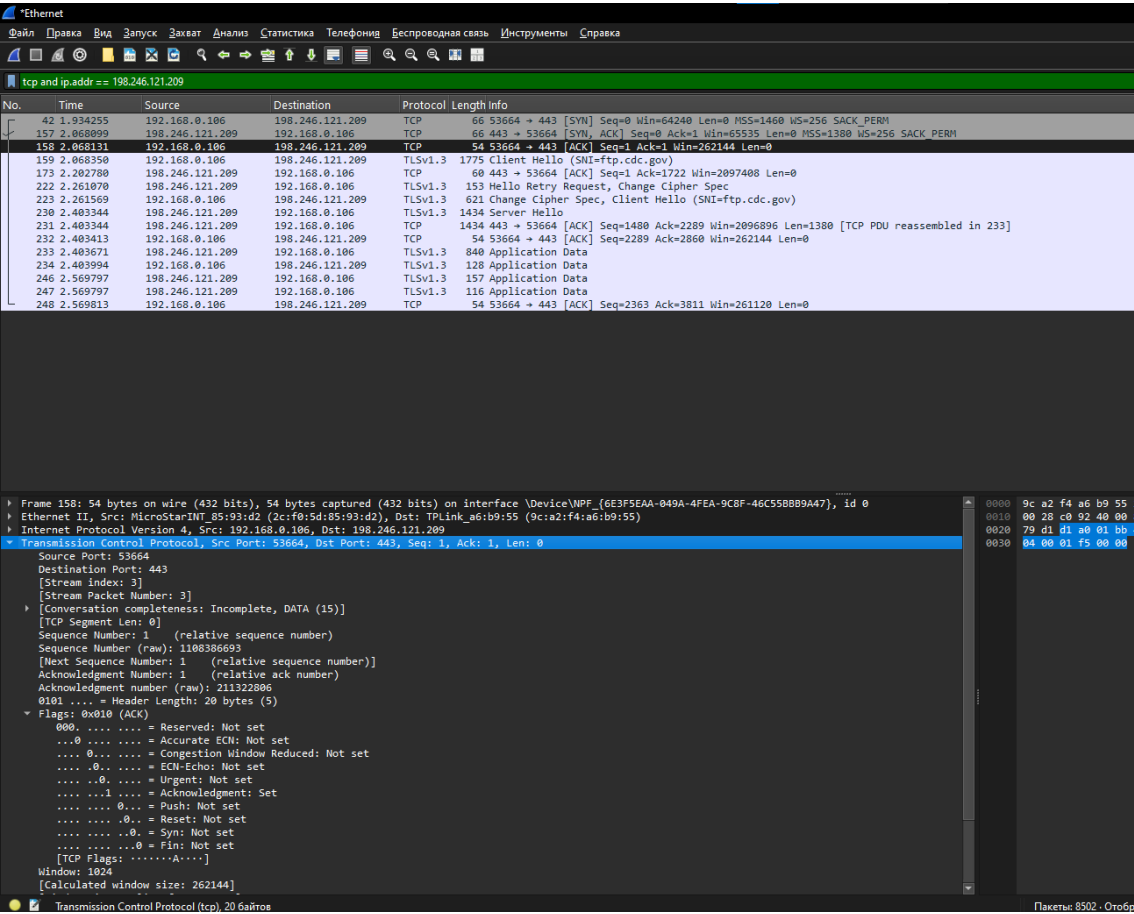 *Ethernet
Файл Правка Вид Запуск Захват Анализ Статистика Телефония Беспроводная связь Инструменты Справка
tcp and ip.addr == 198.246.121.209
No. Time Source Destination Protocol Length Info
42 1.934255 192.168.0.106 198.246.121.209 TCP 66 53664 → 443 [SYN] Seq=0 Win=64240 Len=0 MSS=1460 WS=256 SACK_PERM
157 2.068099 198.246.121.209 192.168.0.106 TCP 66 443 → 53664 [SYN, ACK] Seq=0 Ack=1 Win=65535 Len=0 MSS=1380 WS=256 SACK_PERM
158 2.068131 192.168.0.106 198.246.121.209 TCP 54 53664 → 443 [ACK] Seq=1 Ack=1 Win=262144 Len=0
159 2.068350 192.168.0.106 198.246.121.209 TLSv1.3 1775 Client Hello (SNI=ftp.cdc.gov)
173 2.202780 198.246.121.209 192.168.0.106 TCP 60 443 → 53664 [ACK] Seq=1 Ack=1722 Win=2097408 Len=0
222 2.261070 198.246.121.209 192.168.0.106 TLSv1.3 153 Hello Retry Request, Change Cipher Spec
223 2.261569 192.168.0.106 198.246.121.209 TLSv1.3 621 Change Cipher Spec, Client Hello (SNI=ftp.cdc.gov)
230 2.403344 198.246.121.209 192.168.0.106 TLSv1.3 1434 Server Hello
231 2.403344 198.246.121.209 192.168.0.106 TCP 1434 443 → 53664 [ACK] Seq=1480 Ack=2289 Win=2096896 Len=1380 [TCP PDU reassembled in 233]
232 2.403413 192.168.0.106 198.246.121.209 TCP 54 53664 → 443 [ACK] Seq=2289 Ack=2860 Win=262144 Len=0
233 2.403671 198.246.121.209 192.168.0.106 TLSv1.3 840 Application Data
234 2.403994 192.168.0.106 198.246.121.209 TLSv1.3 128 Application Data
246 2.569797 198.246.121.209 192.168.0.106 TLSv1.3 157 Application Data
247 2.569797 198.246.121.209 192.168.0.106 TLSv1.3 116 Application Data
248 2.569813 192.168.0.106 198.246.121.209 TCP 54 53664 → 443 [ACK] Seq=2363 Ack=3811 Win=261120 Len=0
Frame 158: 54 bytes on wire (432 bits), 54 bytes captured (432 bits) on interface \Device\NPF_{6E3F5EAA-049A-4FEA-9C8F-46C55BBB9A47}, id 0
Ethernet II, Src: MicroStarINT_85:93:d2 (2c:f0:5d:85:93:d2), Dst: TPLink_a6:b9:55 (9c:a2:f4:a6:b9:55)
Internet Protocol Version 4, Src: 192.168.0.106, Dst: 198.246.121.209
Transmission Control Protocol, Src Port: 53664, Dst Port: 443, Seq: 1, Ack: 1, Len: 0
Source Port: 53664
Destination Port: 443
[Stream index: 3]
[Stream Packet Number: 3]
[Conversation completeness: Incomplete, DATA (15)]
[TCP Segment Len: 0]
Sequence Number: 1 (relative sequence number)
Sequence Number (raw): 1108386693
[Next Sequence Number: 1 (relative sequence number)]
Acknowledgment Number: 1 (relative ack number)
Acknowledgment number (raw): 211322806
0101 .... = Header Length: 20 bytes (5)
Flags: 0x010 (ACK)
000. .... .... = Reserved: Not set
...0 .... .... = Accurate ECN: Not set
.... 0... .... = Congestion Window Reduced: Not set
.... .0.. .... = ECN-Echo: Not set
.... ..0. .... = Urgent: Not set
.... ...1 .... = Acknowledgment: Set
.... .... 0... = Push: Not set
.... .... .0.. = Reset: Not set
.... .... ..0. = Syn: Not set
.... .... ...0 = Fin: Not set
[TCP Flags: ·······A····]
Window: 1024
[Calculated window size: 262144]
0000 9c a2 f4 a6 b9 55
0010 00 28 c0 92 40 00
0020 79 d1 d1 a0 01 bb
0030 04 00 01 f5 00 00
Transmission Control Protocol (tcp), 20 байтов
Пакеты: 8502 · Отобр